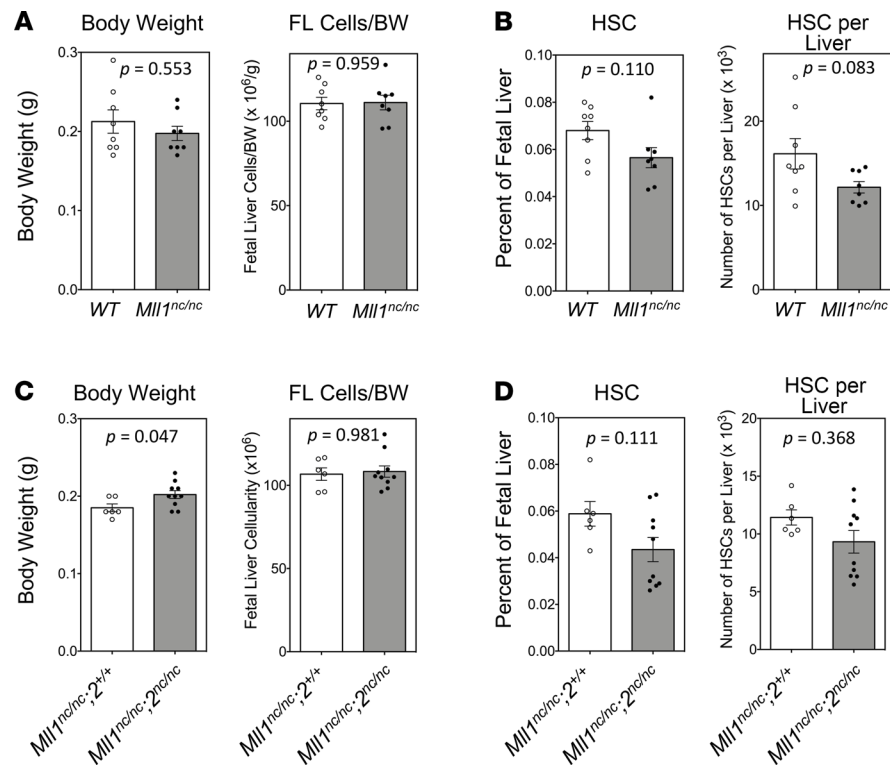 A
Body Weight
FL Cells/BW
B
HSC
HSC per
Liver
Body Weight (g)
0.3
0.2
0.1
0.0
p = 0.553
WT
Mll1nc/nc
Fetal Liver Cells/BW (x 10⁶/g)
100
50
0
p = 0.959
WT
Mll1nc/nc
Percent of Fetal Liver
0.10
0.08
0.06
0.04
0.02
0.00
p = 0.110
WT
Mll1nc/nc
Number of HSCs per Liver (x 10³)
20
10
0
p = 0.083
WT
Mll1nc/nc
C
Body Weight
FL Cells/BW
D
HSC
HSC per
Liver
Body Weight (g)
0.3
0.2
0.1
0.0
p = 0.047
Mll1nc/nc;2+/+
Mll1nc/nc;2nc/nc
Fetal Liver Cellularity (x10⁶)
100
50
0
p = 0.981
Mll1nc/nc;2+/+
Mll1nc/nc;2nc/nc
Percent of Fetal Liver
0.10
0.08
0.06
0.04
0.02
0.00
p = 0.111
Mll1nc/nc;2+/+
Mll1nc/nc;2nc/nc
Number of HSCs per Liver (x 10³)
20
15
10
5
0
p = 0.368
Mll1nc/nc;2+/+
Mll1nc/nc;2nc/nc